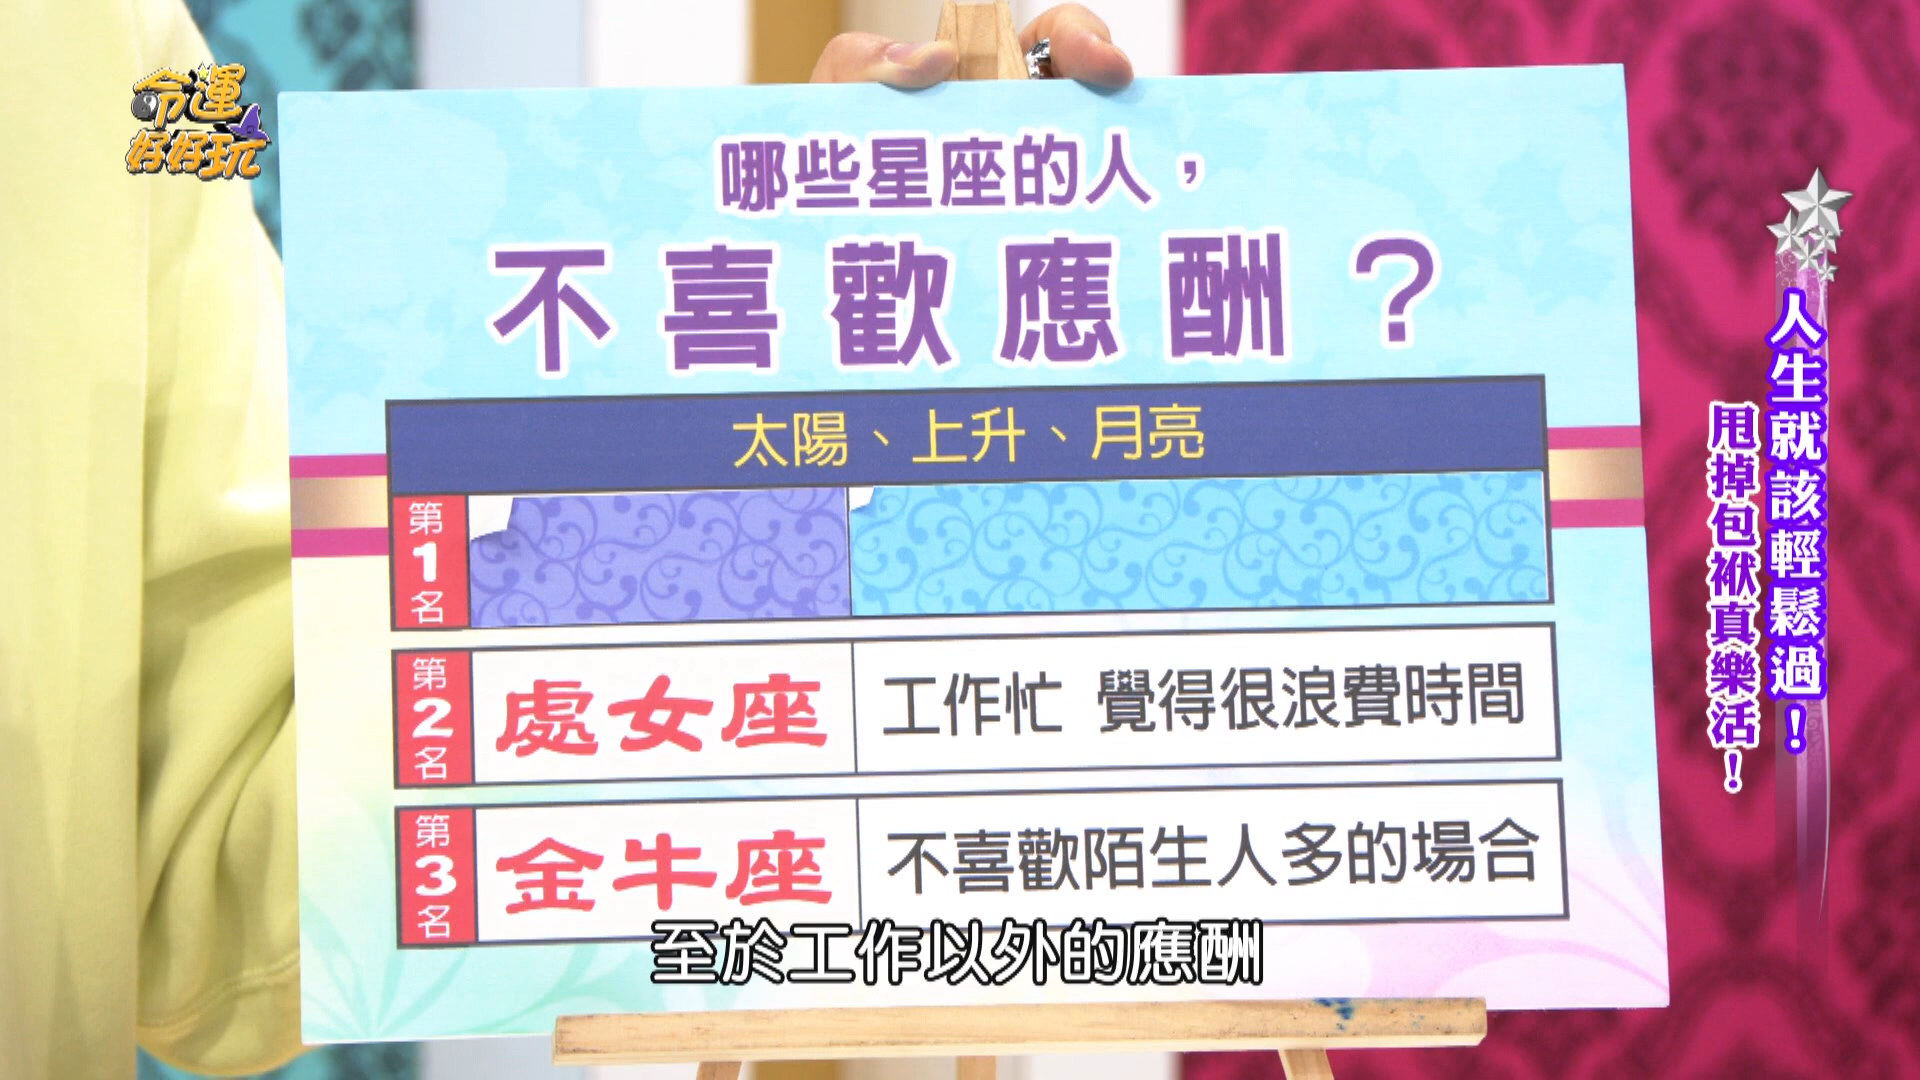 命運
好好玩
哪些星座的人，
不喜歡應酬？
太陽、上升、月亮
第1名
第2名 處女座 工作忙 覺得很浪費時間
第3名 金牛座 不喜歡陌生人多的場合
至於工作以外的應酬
人生就該輕鬆過！
甩掉包袱真樂活！